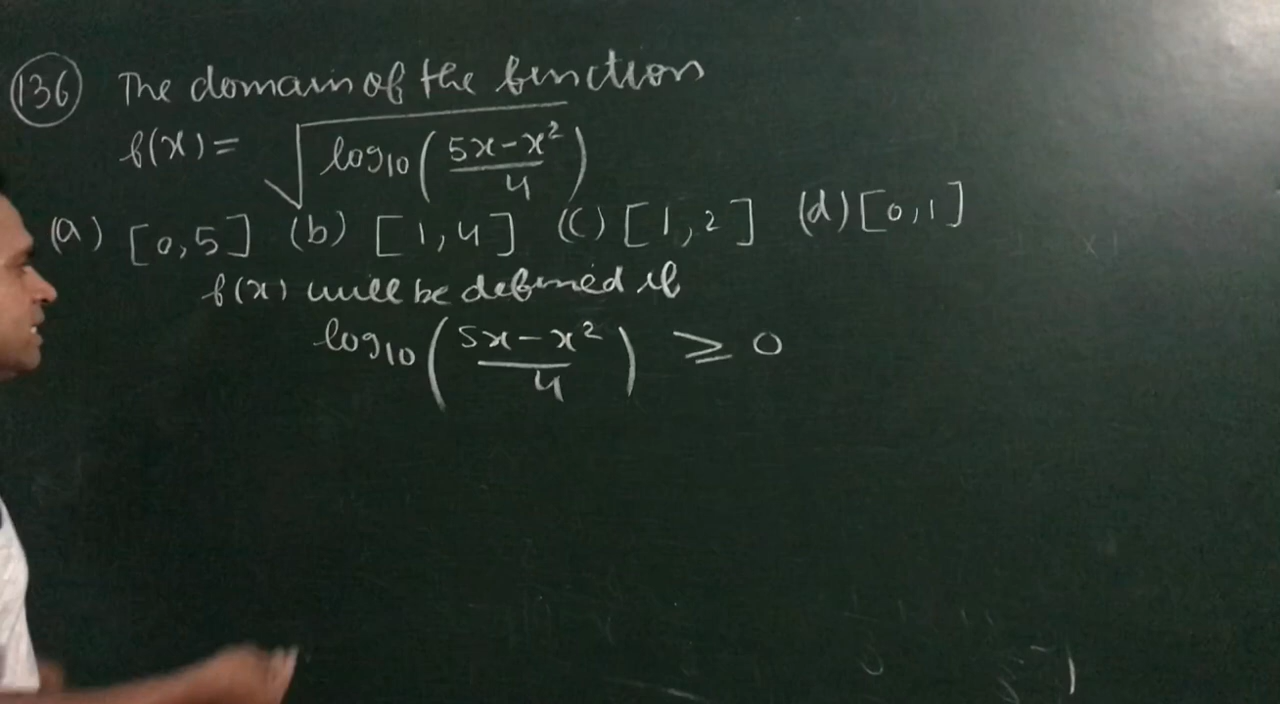 136 The domain of the function
f(x) = √log₁₀((5x-x²)/4)
(a) [0,5] (b) [1,4] (c) [1,2] (d) [0,1]
f(x) will be defined if
log₁₀((5x-x²)/4) ≥ 0